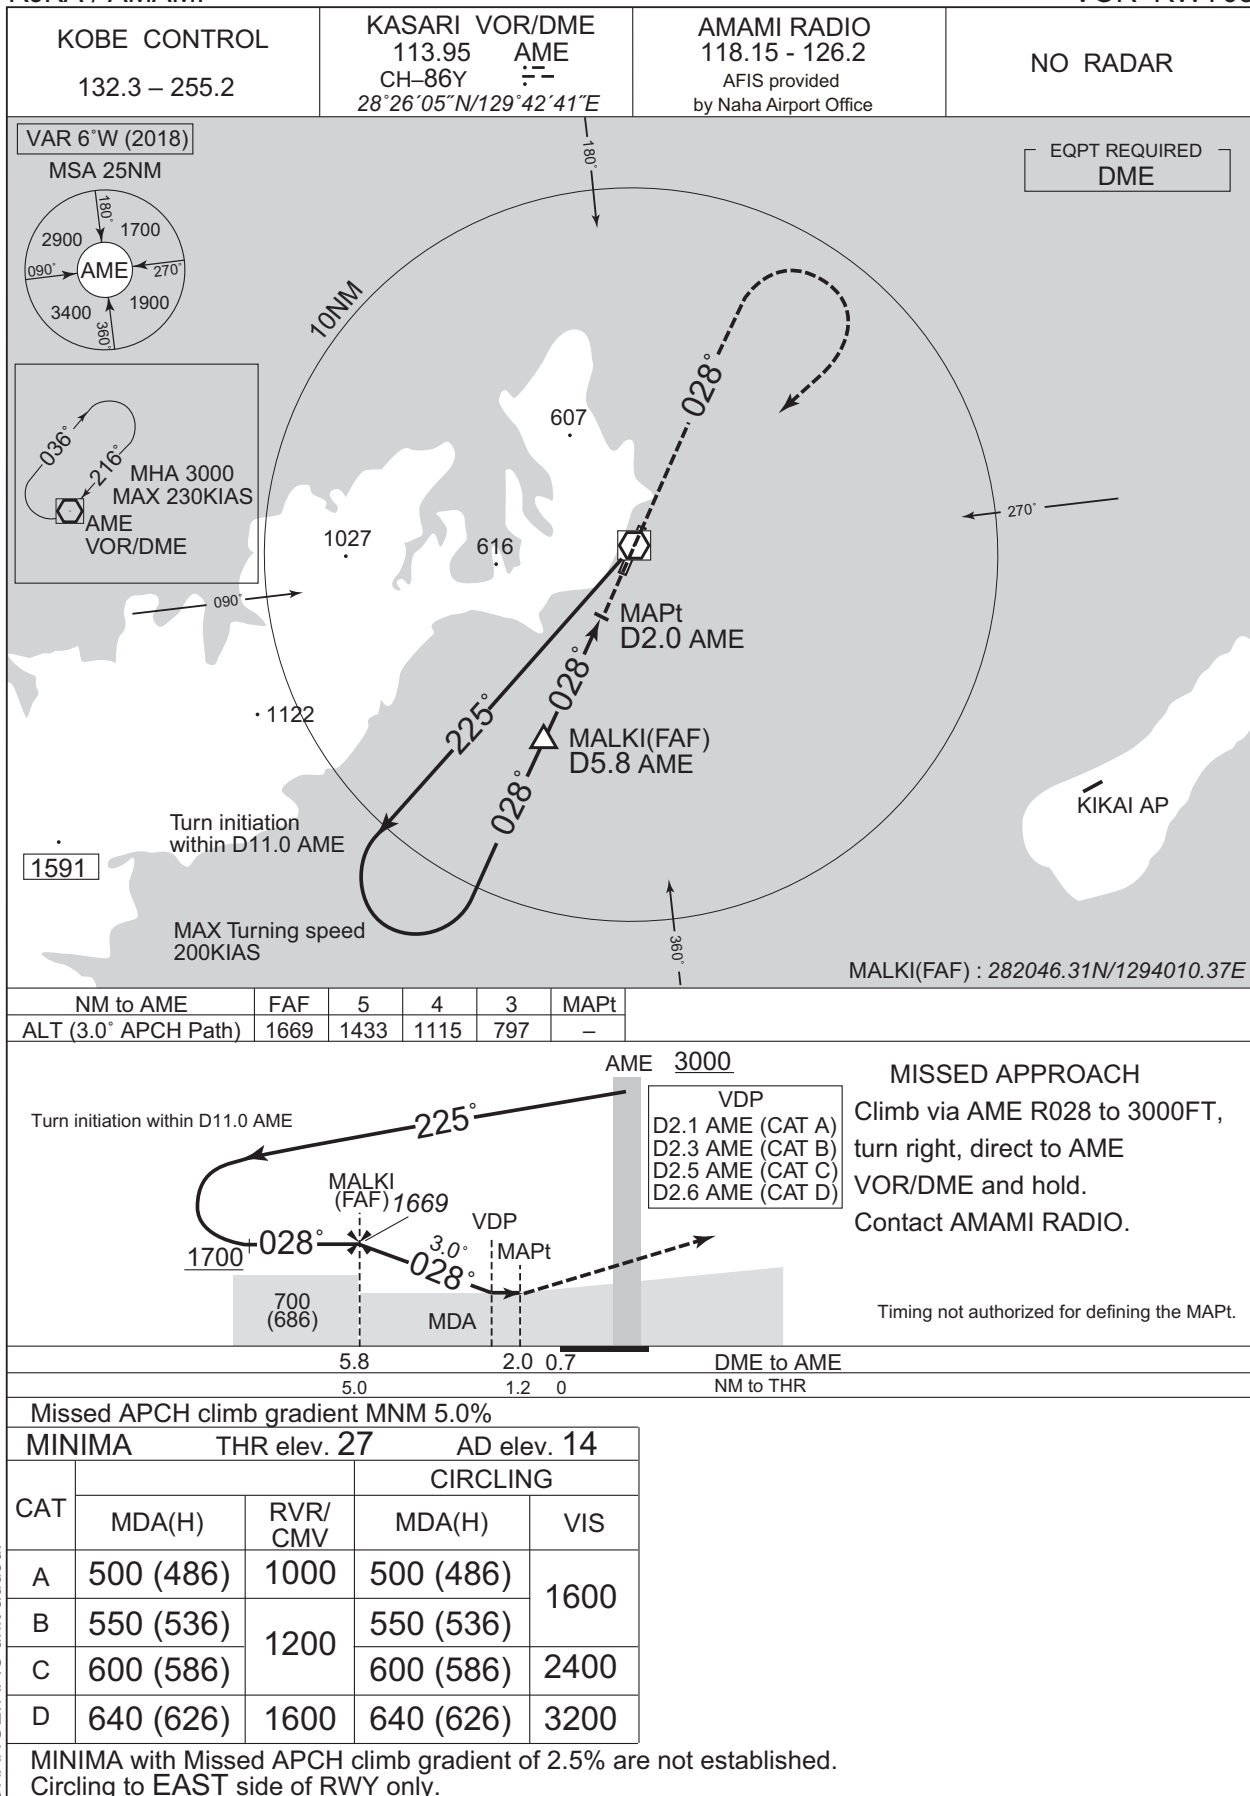 KOBE CONTROL
132.3 – 255.2
KASARI VOR/DME
113.95 AME
CH–86Y
28°26´05˝N/129°42´41˝E
AMAMI RADIO
118.15 - 126.2
AFIS provided
by Naha Airport Office
NO RADAR
VAR 6°W (2018)
MSA 25NM
180°
2900
1700
090°
AME
270°
3400
1900
360°
EQPT REQUIRED
DME
180°
10NM
028°
036°
216°
MHA 3000
MAX 230KIAS
AME
VOR/DME
607
1027
616
270°
090°
MAPt
D2.0 AME
028°
1122
225°
MALKI(FAF)
D5.8 AME
028°
KIKAI AP
Turn initiation
within D11.0 AME
1591
MAX Turning speed
200KIAS
360°
MALKI(FAF) : 282046.31N/1294010.37E
NM to AME FAF 5 4 3 MAPt
ALT (3.0° APCH Path) 1669 1433 1115 797 –
AME 3000
Turn initiation within D11.0 AME
225°
VDP
D2.1 AME (CAT A)
D2.3 AME (CAT B)
D2.5 AME (CAT C)
D2.6 AME (CAT D)
MISSED APPROACH
Climb via AME R028 to 3000FT,
turn right, direct to AME
VOR/DME and hold.
Contact AMAMI RADIO.
MALKI
(FAF) 1669
VDP
MAPt
1700
028°
3.0°
028°
700
(686)
MDA
Timing not authorized for defining the MAPt.
5.8 2.0 0.7 DME to AME
5.0 1.2 0 NM to THR
Missed APCH climb gradient MNM 5.0%
MINIMA THR elev. 27 AD elev. 14
CAT
CIRCLING
MDA(H) RVR/CMV MDA(H) VIS
A 500 (486) 1000 500 (486) 1600
B 550 (536) 1200 550 (536)
C 600 (586) 600 (586) 2400
D 640 (626) 1600 640 (626) 3200
MINIMA with Missed APCH climb gradient of 2.5% are not established.
Circling to EAST side of RWY only.